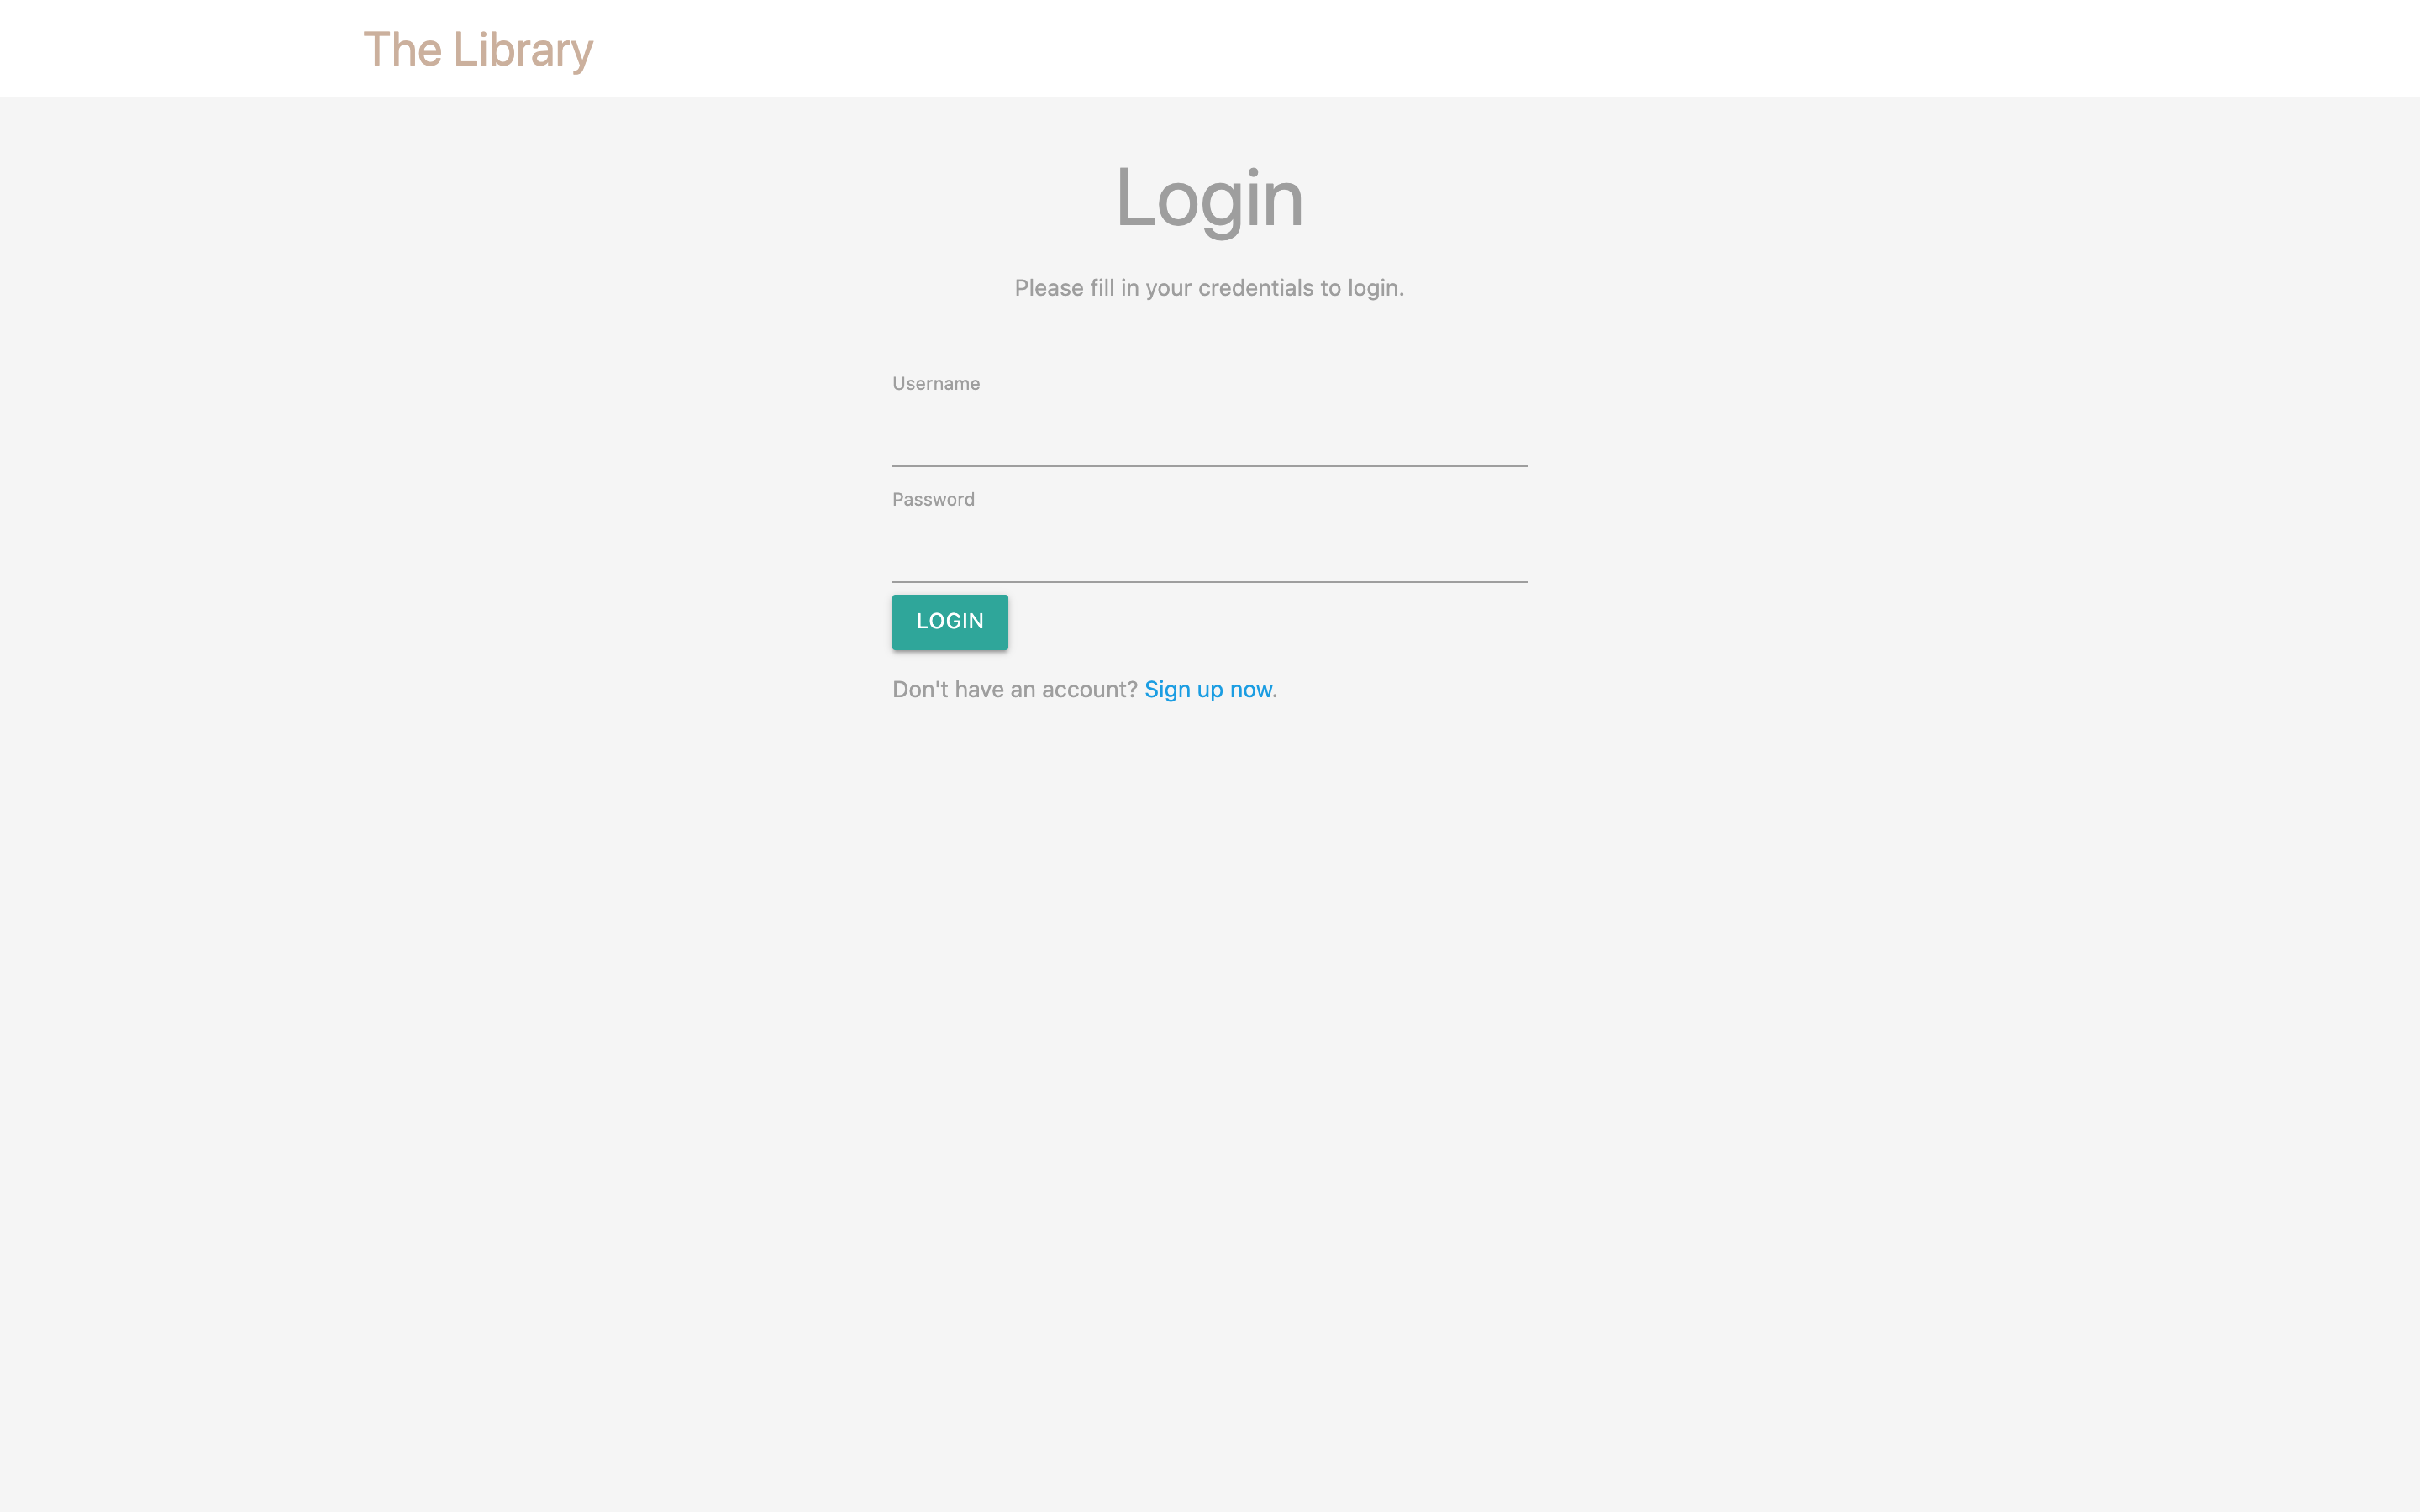 The Library
Login
Please fill in your credentials to login.
Username
Password
LOGIN
Don't have an account? Sign up now.